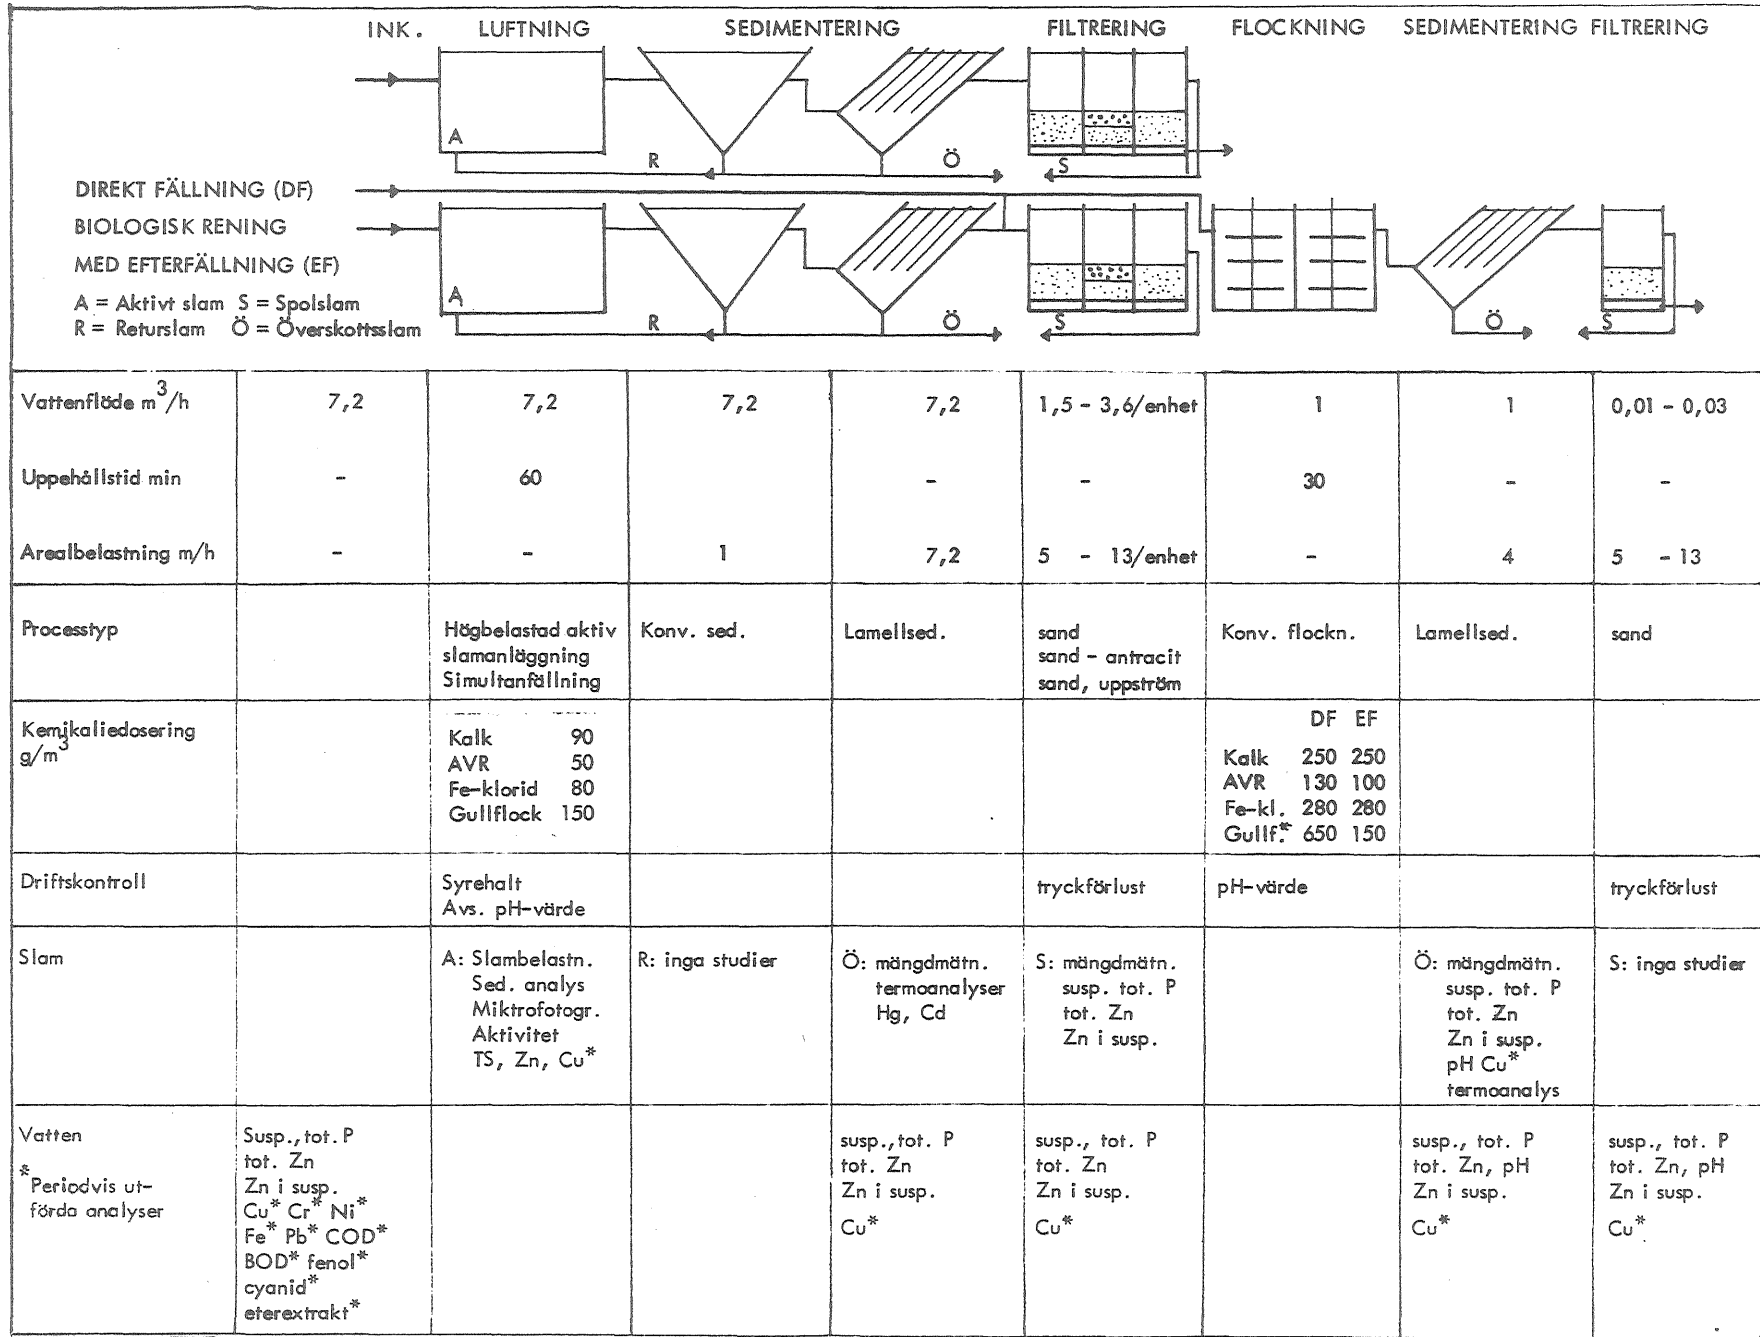 INK. LUFTNING SEDIMENTERING FILTRERING FLOCKNING SEDIMENTERING FILTRERING
A
R Ö S
DIREKT FÄLLNING (DF)
BIOLOGISK RENING
MED EFTERFÄLLNING (EF)
A = Aktivt slam S = Spolslam
R = Returslam Ö = Överskottsslam
A
R Ö S Ö S
Vattenflöde m³/h 7,2 7,2 7,2 7,2 1,5 - 3,6/enhet 1 1 0,01 - 0,03
Uppehållstid min - 60 - - 30 - -
Arealbelastning m/h - - 1 7,2 5 - 13/enhet - 4 5 - 13
Processtyp
Högbelastad aktiv
slamanläggning
Simultanfällning
Konv. sed.
Lamellsed.
sand
sand - antracit
sand, uppström
Konv. flockn.
Lamellsed.
sand
Kemikaliedosering
g/m³
Kalk 90
AVR 50
Fe-klorid 80
Gullflock 150
DF EF
Kalk 250 250
AVR 130 100
Fe-kl. 280 280
Gullf.* 650 150
Driftskontroll
Syrehalt
Avs. pH-värde
tryckförlust
pH-värde
tryckförlust
Slam
A: Slambelastn.
Sed. analys
Miktrofotogr.
Aktivitet
TS, Zn, Cu*
R: inga studier
Ö: mängdmätn.
termoanalyser
Hg, Cd
S: mängdmätn.
susp. tot. P
tot. Zn
Zn i susp.
Ö: mängdmätn.
susp. tot. P
tot. Zn
Zn i susp.
pH Cu*
termoanalys
S: inga studier
Vatten
*Periodvis ut-
förda analyser
Susp., tot. P
tot. Zn
Zn i susp.
Cu* Cr* Ni*
Fe* Pb* COD*
BOD* fenol*
cyanid*
eterextrakt*
susp., tot. P
tot. Zn
Zn i susp.
Cu*
susp., tot. P
tot. Zn
Zn i susp.
Cu*
susp., tot. P
tot. Zn, pH
Zn i susp.
Cu*
susp., tot. P
tot. Zn, pH
Zn i susp.
Cu*